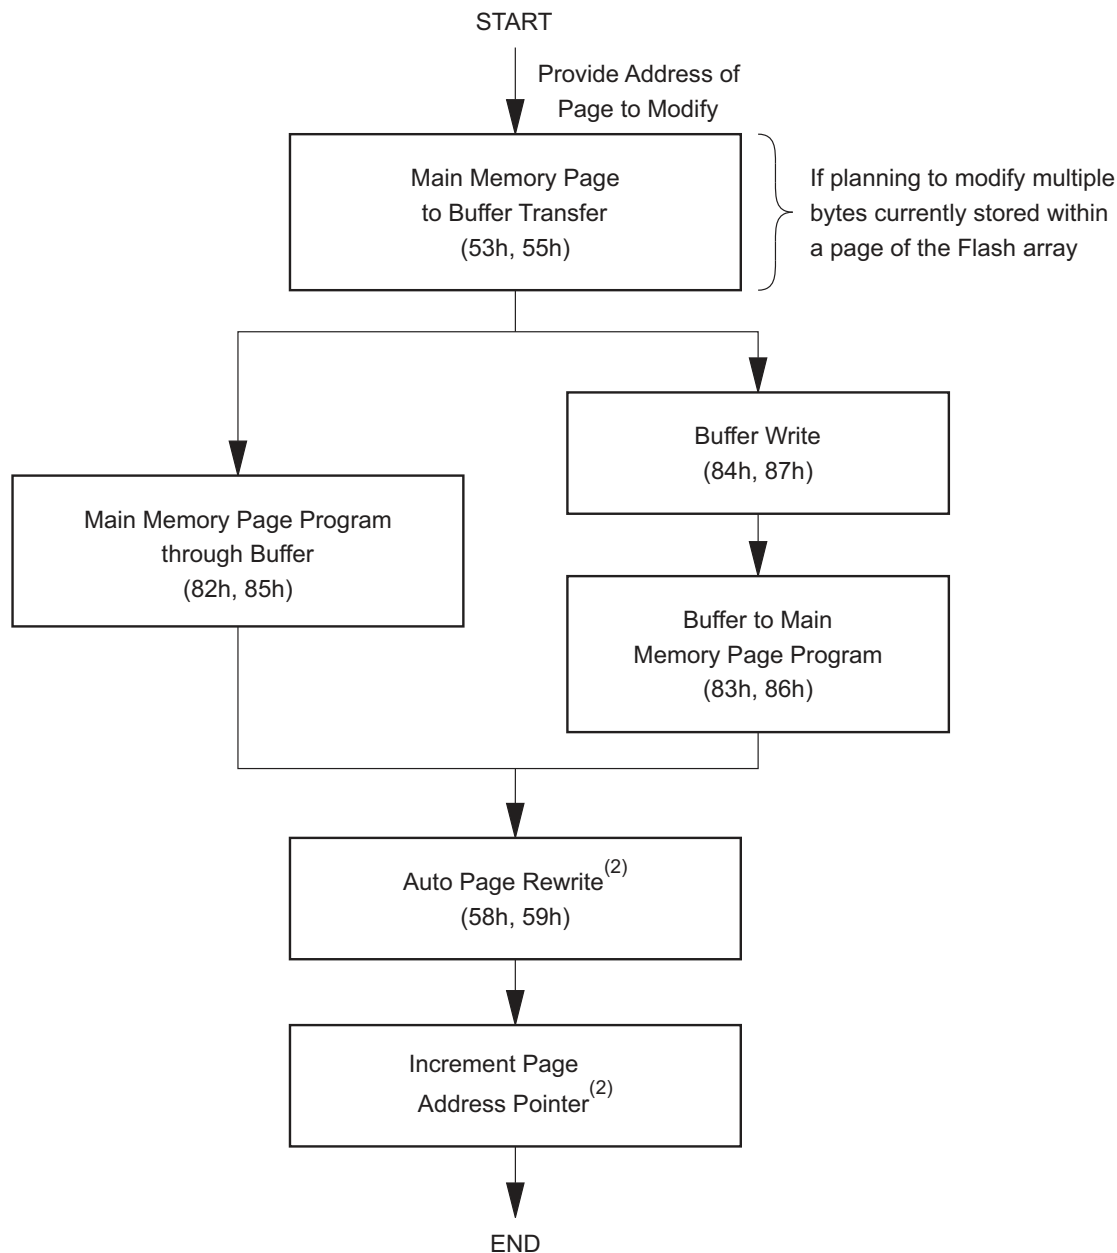 START
Provide Address of
Page to Modify
Main Memory Page
to Buffer Transfer
(53h, 55h)
If planning to modify multiple
bytes currently stored within
a page of the Flash array
Buffer Write
(84h, 87h)
Main Memory Page Program
through Buffer
(82h, 85h)
Buffer to Main
Memory Page Program
(83h, 86h)
Auto Page Rewrite(2)
(58h, 59h)
Increment Page
Address Pointer(2)
END